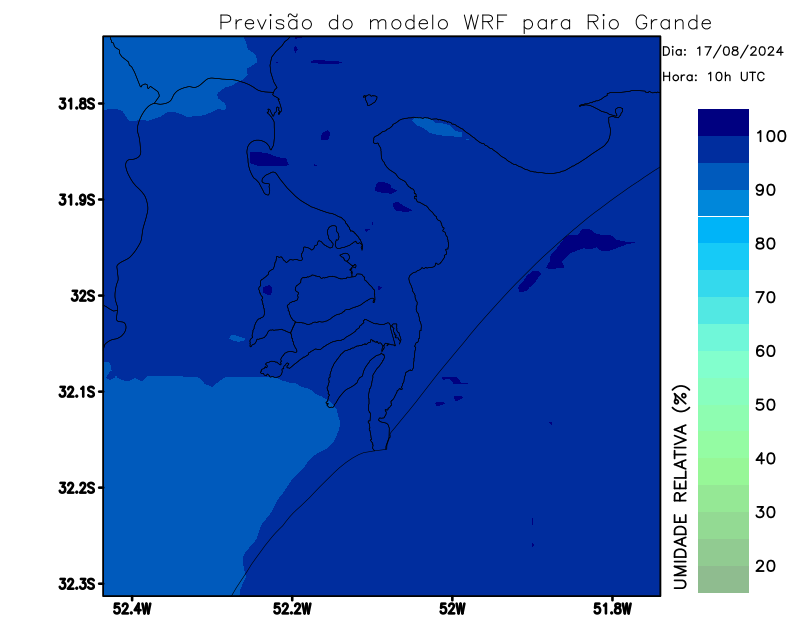 Previsão do modelo WRF para Rio Grande
Dia: 17/08/2024
Hora: 10h UTC
31.8S
31.9S
32S
32.1S
32.2S
32.3S
52.4W
52.2W
52W
51.8W
UMIDADE RELATIVA (%)
100
90
80
70
60
50
40
30
20